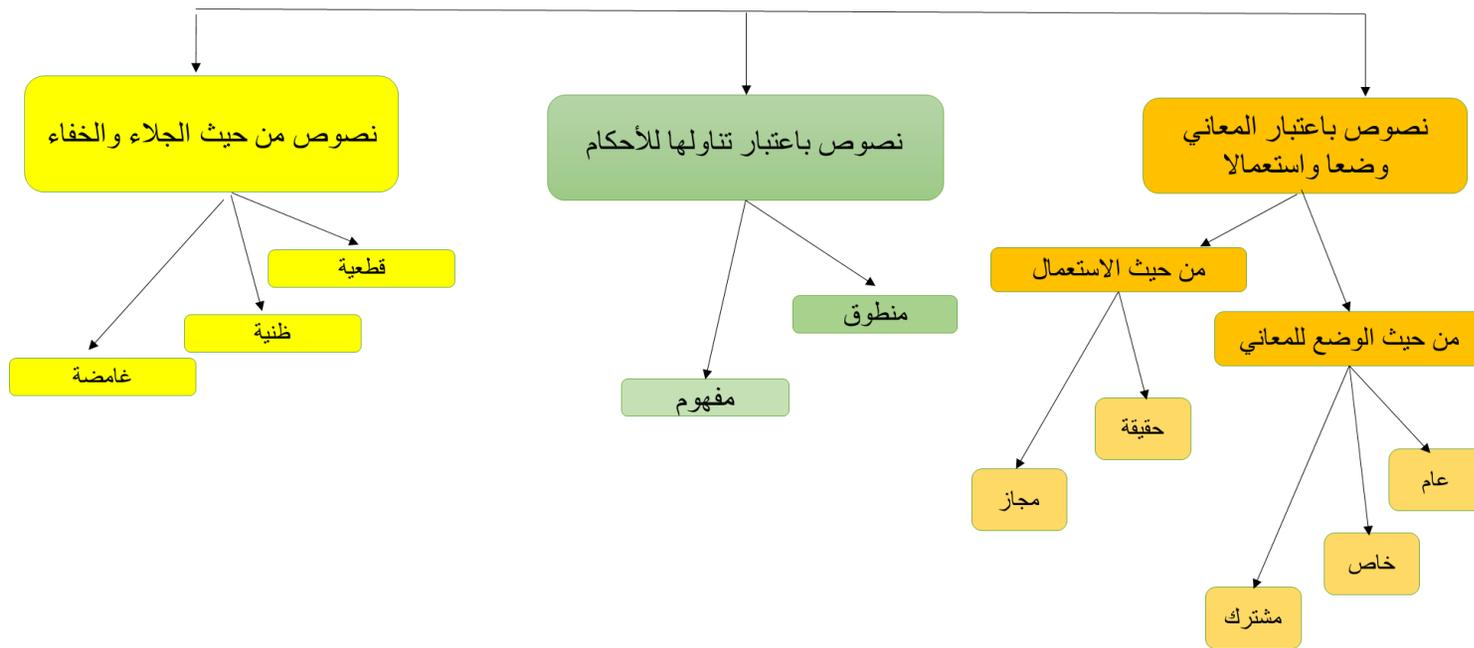 نصوص باعتبار المعاني
وضعا واستعمالا
نصوص باعتبار تناولها للأحكام
نصوص من حيث الجلاء والخفاء
من حيث الاستعمال
من حيث الوضع للمعاني
حقيقة
مجاز
عام
خاص
مشترك
منطوق
مفهوم
قطعية
ظنية
غامضة